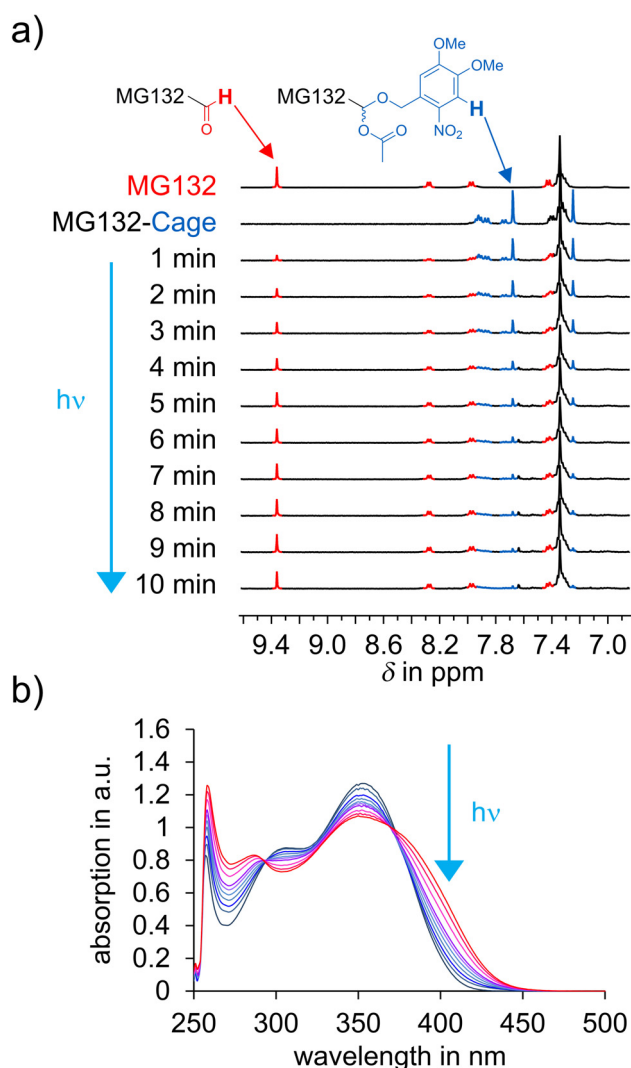 a)
OMe
OMe
MG132
H
O
MG132
O
O
O
NO₂
H
MG132
MG132-Cage
1 min
2 min
3 min
4 min
5 min
6 min
7 min
8 min
9 min
10 min
hν
9.4 9.0 8.6 8.2 7.8 7.4 7.0
δ in ppm
b)
1.6
1.4
1.2
1
0.8
0.6
0.4
0.2
0
absorption in a.u.
hν
250 300 350 400 450 500
wavelength in nm